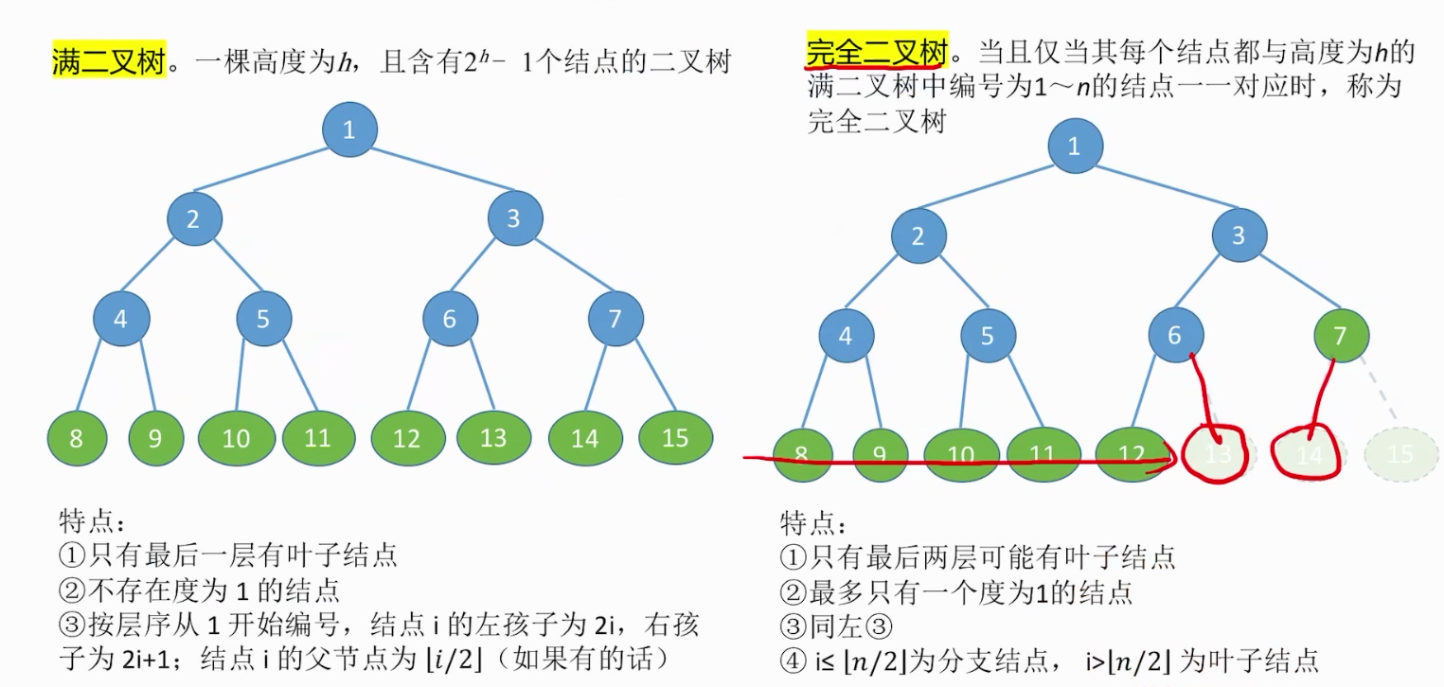 满二叉树。一棵高度为h，且含有2ʰ− 1个结点的二叉树
1
2
3
4
5
6
7
8
9
10
11
12
13
14
15
特点：
①只有最后一层有叶子结点
②不存在度为 1 的结点
③按层序从 1 开始编号，结点 i 的左孩子为 2i，右孩
子为 2i+1；结点 i 的父节点为 ⌊i/2⌋（如果有的话）
完全二叉树。当且仅当其每个结点都与高度为h的
满二叉树中编号为1～n的结点一一对应时，称为
完全二叉树
1
2
3
4
5
6
7
8
9
10
11
12
13
14
15
特点：
①只有最后两层可能有叶子结点
②最多只有一个度为1的结点
③同左③
④ i≤ ⌊n/2⌋为分支结点， i>⌊n/2⌋ 为叶子结点